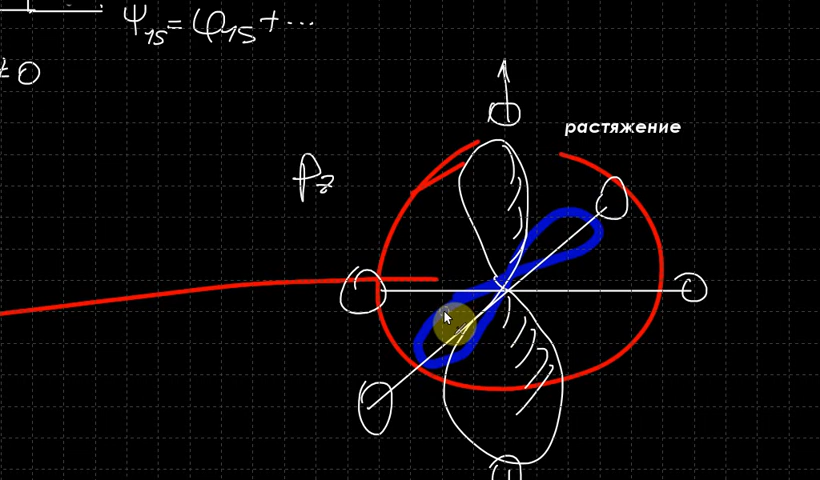 Ψ₁ₛ = φ₁ₛ + ...
≠ 0
растяжение
Pz